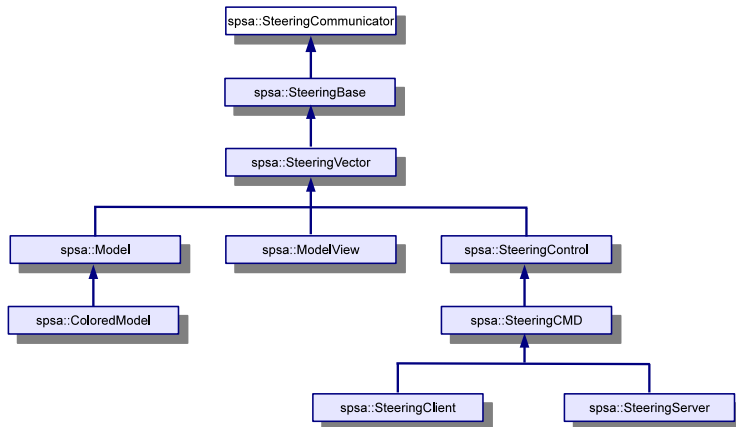 spsa::SteeringCommunicator
spsa::SteeringBase
spsa::SteeringVector
spsa::Model
spsa::ModelView
spsa::SteeringControl
spsa::ColoredModel
spsa::SteeringCMD
spsa::SteeringClient
spsa::SteeringServer